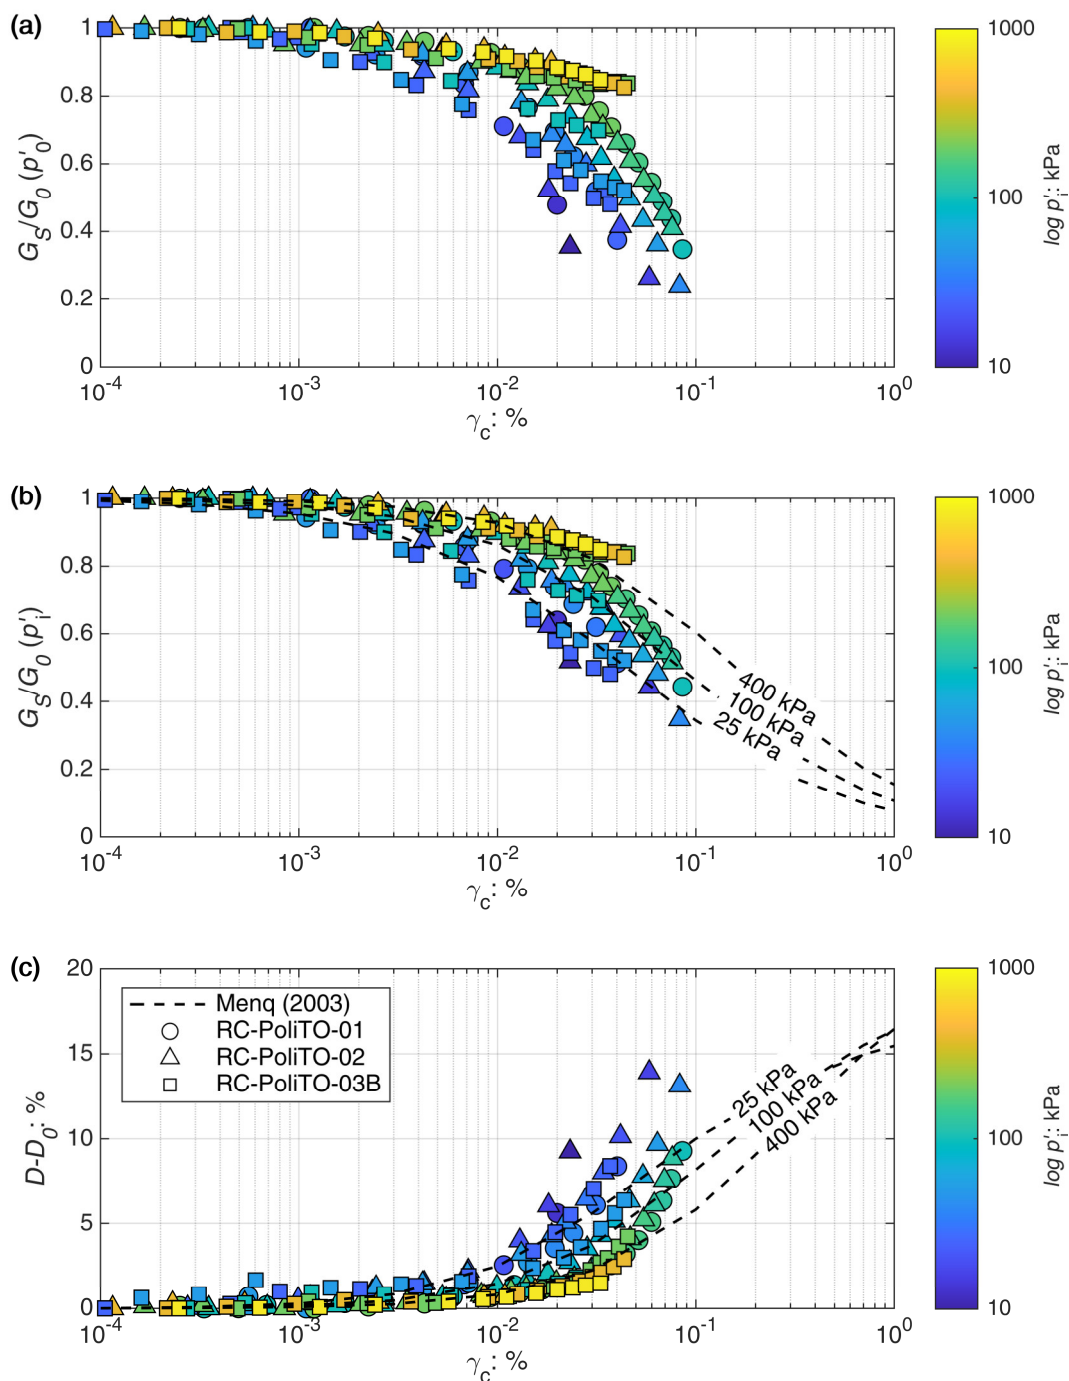 (a)
1
0.8
0.6
0.4
0.2
0
G_S/G_0 (p'_0)
10^-4
10^-3
10^-2
10^-1
10^0
γ_c: %
1000
100
10
log p'_i: kPa
(b)
1
0.8
0.6
0.4
0.2
0
G_S/G_0 (p'_i)
400 kPa
100 kPa
25 kPa
10^-4
10^-3
10^-2
10^-1
10^0
γ_c: %
1000
100
10
log p'_i: kPa
(c)
20
15
10
5
0
D-D_0: %
Menq (2003)
RC-PoliTO-01
RC-PoliTO-02
RC-PoliTO-03B
25 kPa
100 kPa
400 kPa
10^-4
10^-3
10^-2
10^-1
10^0
γ_c: %
1000
100
10
log p'_i: kPa